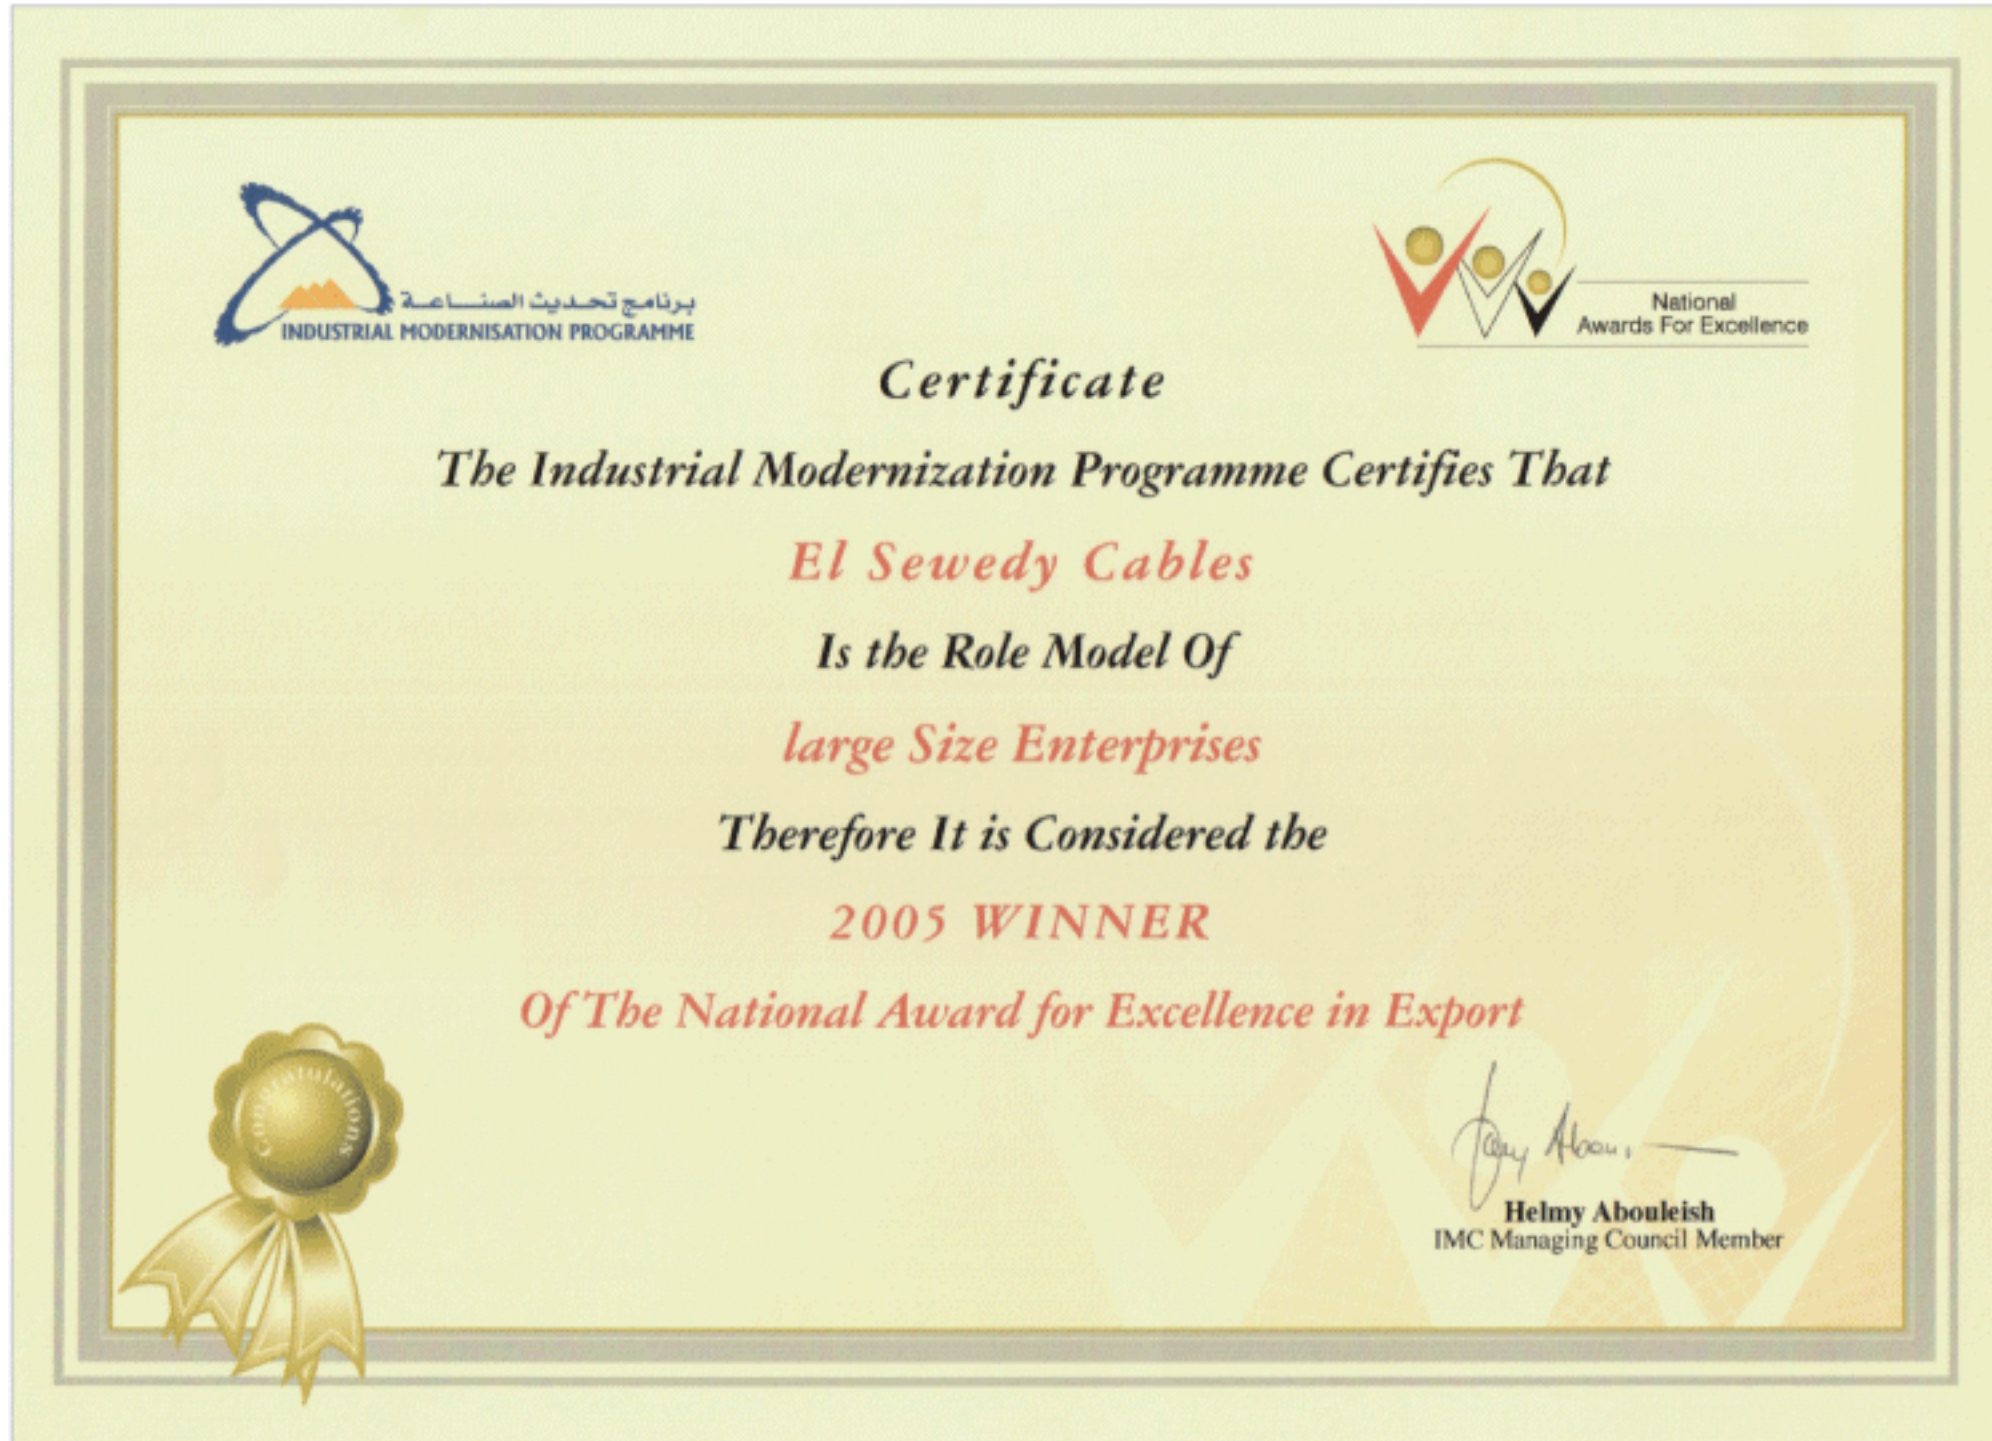 برنامج تحديث الصناعة
INDUSTRIAL MODERNISATION PROGRAMME
National
Awards For Excellence
Certificate
The Industrial Modernization Programme Certifies That
El Sewedy Cables
Is the Role Model Of
large Size Enterprises
Therefore It is Considered the
2005 WINNER
Of The National Award for Excellence in Export
Congratulations
Helmy Abouleish
IMC Managing Council Member